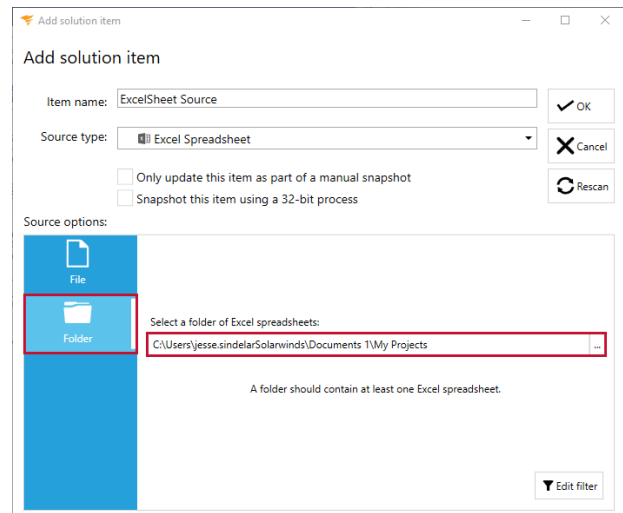 Add solution item
Add solution item
Item name: ExcelSheet Source
OK
Source type: Excel Spreadsheet
Cancel
Only update this item as part of a manual snapshot
Rescan
Snapshot this item using a 32-bit process
Source options:
File
Folder
Select a folder of Excel spreadsheets:
C:\Users\jesse.sindelarSolarwinds\Documents 1\My Projects ...
A folder should contain at least one Excel spreadsheet.
Edit filter